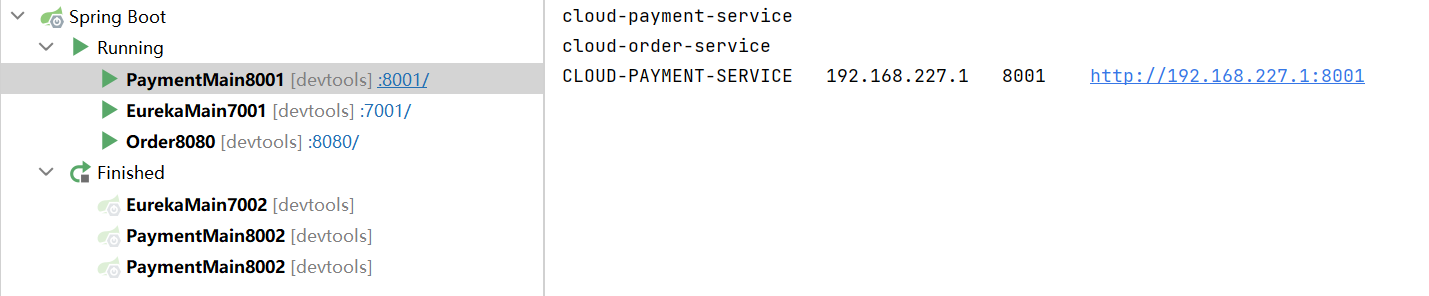 Spring Boot
Running
PaymentMain8001 [devtools] :8001/
EurekaMain7001 [devtools] :7001/
Order8080 [devtools] :8080/
Finished
EurekaMain7002 [devtools]
PaymentMain8002 [devtools]
PaymentMain8002 [devtools]
cloud-payment-service
cloud-order-service
CLOUD-PAYMENT-SERVICE 192.168.227.1 8001 http://192.168.227.1:8001